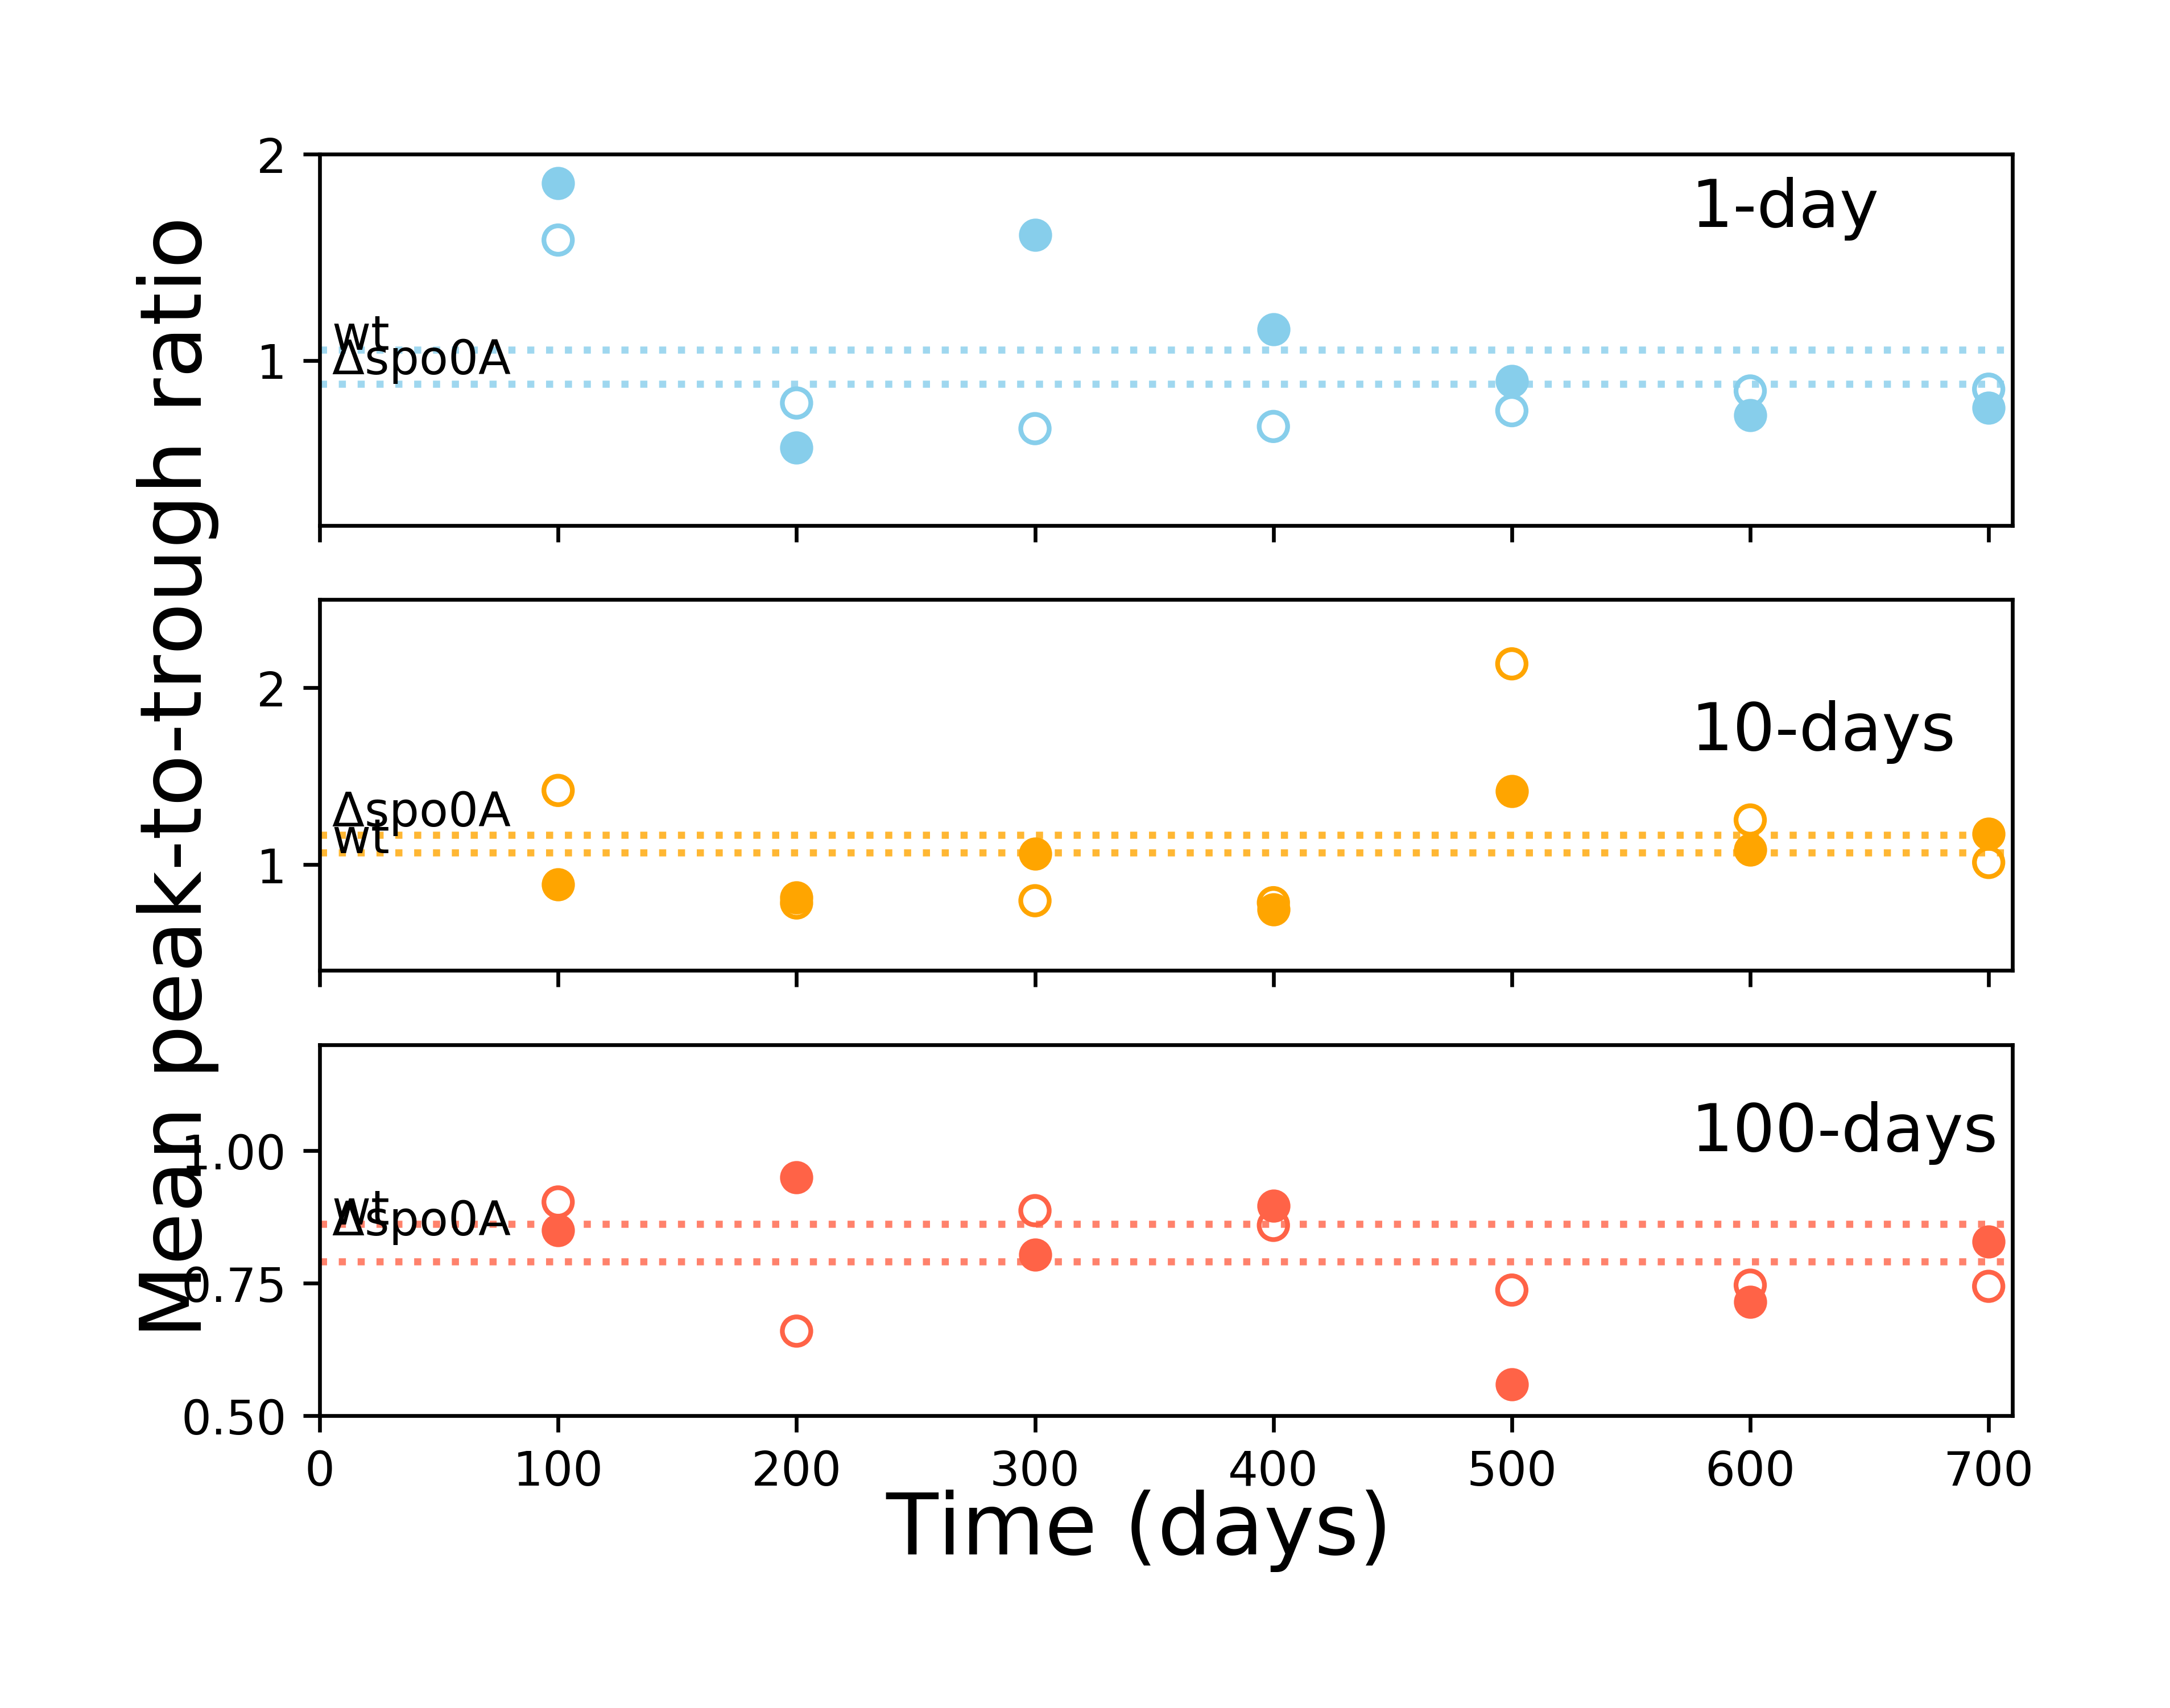 Mean peak-to-trough ratio
2
1
1-day
wt
Δspo0A
2
1
10-days
Δspo0A
wt
1.00
0.75
0.50
100-days
wt
Δspo0A
0 100 200 300 400 500 600 700
Time (days)